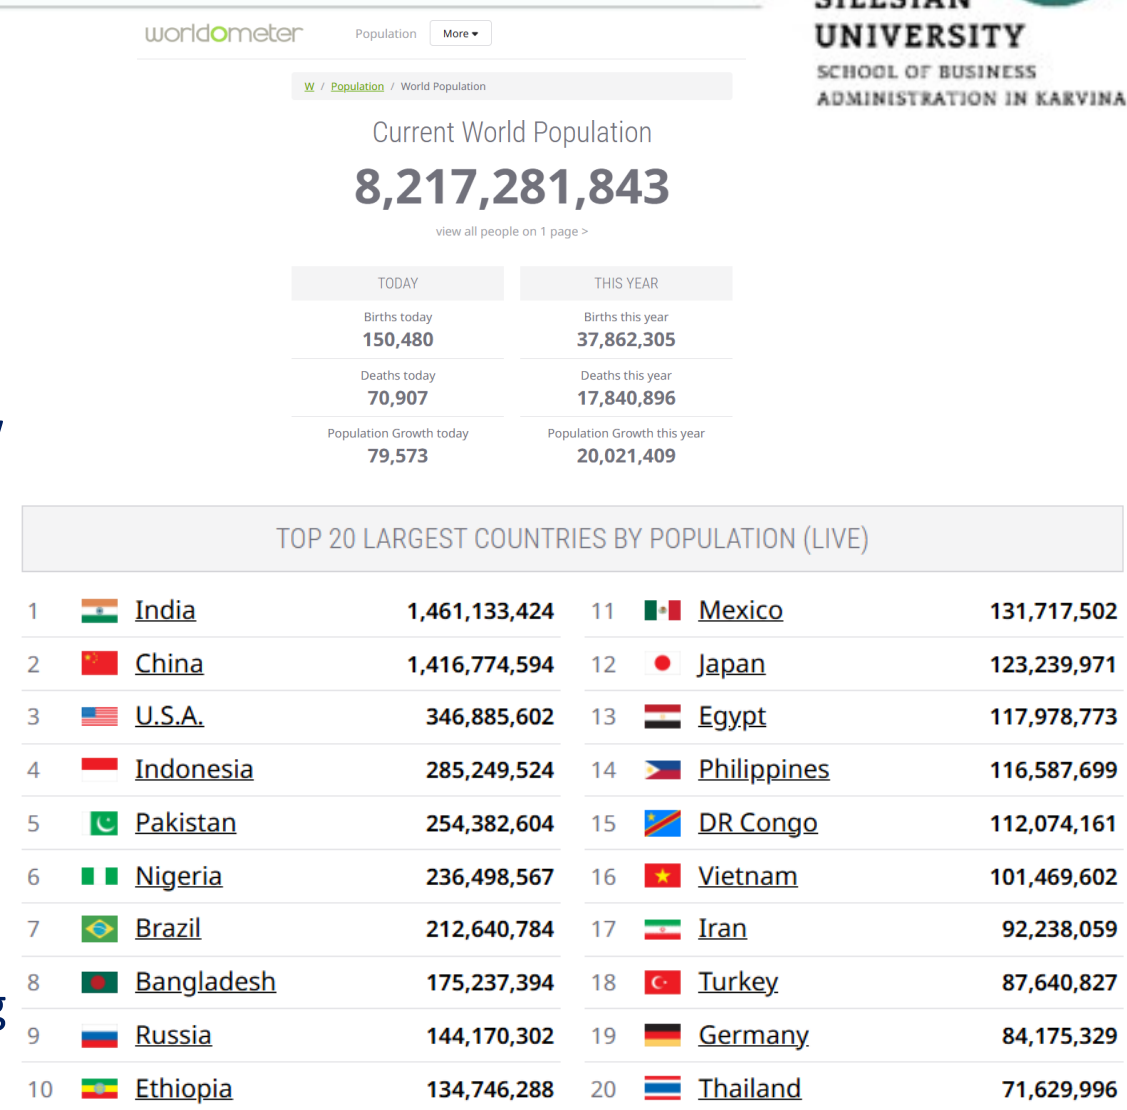 UNIVERSITY
SCHOOL OF BUSINESS
ADMINISTRATION IN KARVINA
worldometer Population More
W / Population / World Population
Current World Population
8,217,281,843
view all people on 1 page >
TODAY THIS YEAR
Births today Births this year
150,480 37,862,305
Deaths today Deaths this year
70,907 17,840,896
Population Growth today Population Growth this year
79,573 20,021,409
TOP 20 LARGEST COUNTRIES BY POPULATION (LIVE)
1 India 1,461,133,424 11 Mexico 131,717,502
2 China 1,416,774,594 12 Japan 123,239,971
3 U.S.A. 346,885,602 13 Egypt 117,978,773
4 Indonesia 285,249,524 14 Philippines 116,587,699
5 Pakistan 254,382,604 15 DR Congo 112,074,161
6 Nigeria 236,498,567 16 Vietnam 101,469,602
7 Brazil 212,640,784 17 Iran 92,238,059
8 Bangladesh 175,237,394 18 Turkey 87,640,827
9 Russia 144,170,302 19 Germany 84,175,329
10 Ethiopia 134,746,288 20 Thailand 71,629,996